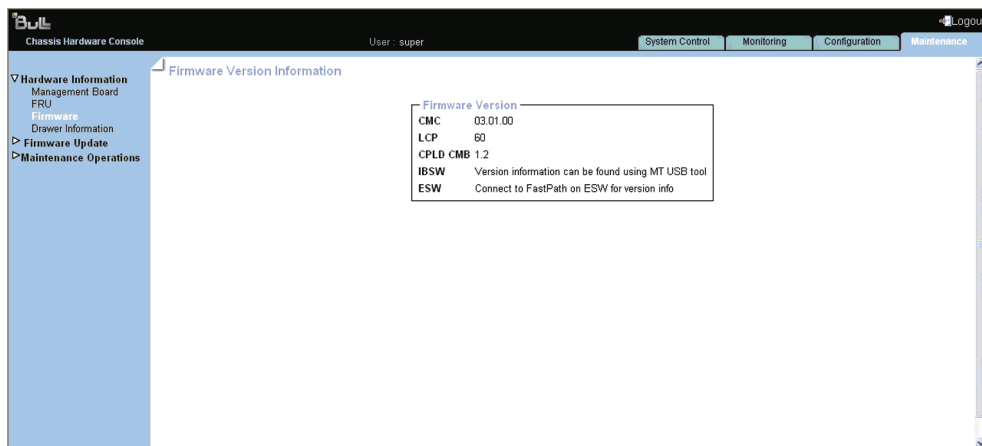 Bull
Logou
Chassis Hardware Console
User : super
System Control
Monitoring
Configuration
Maintenance
Hardware Information
Management Board
FRU
Firmware
Drawer Information
Firmware Update
Maintenance Operations
Firmware Version Information
Firmware Version
CMC 03.01.00
LCP 60
CPLD CMB 1.2
IBSW Version information can be found using MT USB tool
ESW Connect to FastPath on ESW for version info